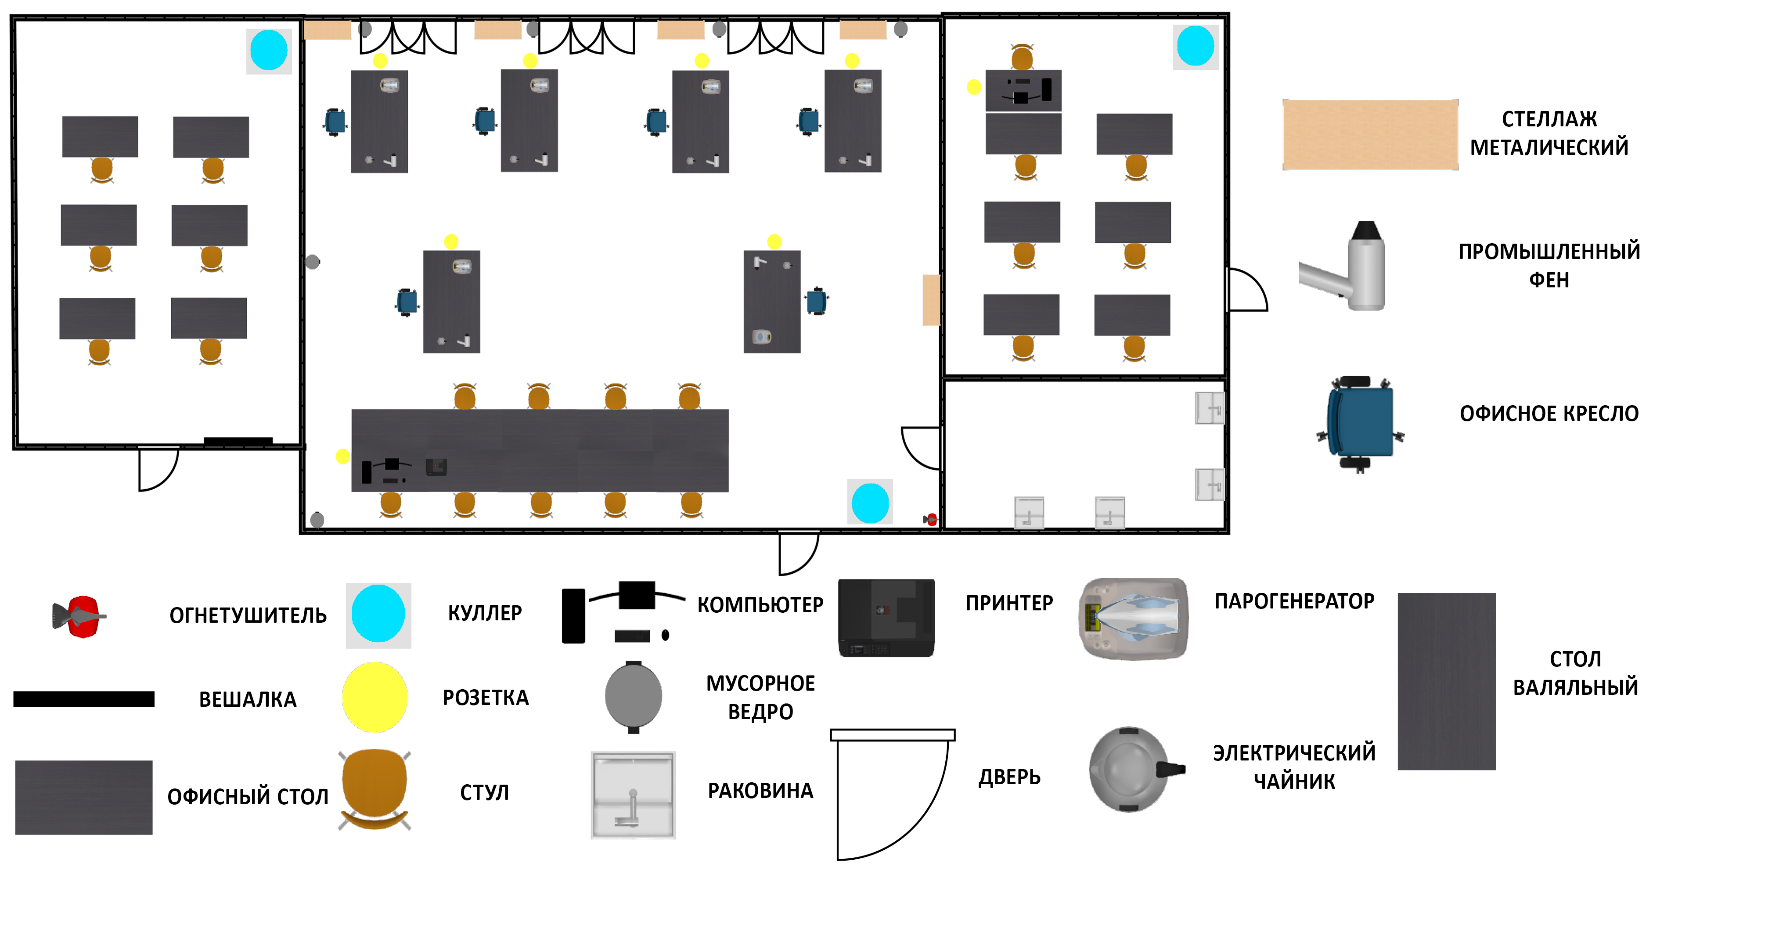 СТЕЛЛАЖ
МЕТАЛИЧЕСКИЙ
ПРОМЫШЛЕННЫЙ
ФЕН
ОФИСНОЕ КРЕСЛО
ОГНЕТУШИТЕЛЬ
КУЛЛЕР
КОМПЬЮТЕР
ПРИНТЕР
ПАРОГЕНЕРАТОР
СТОЛ
ВАЛЯЛЬНЫЙ
ВЕШАЛКА
РОЗЕТКА
МУСОРНОЕ
ВЕДРО
ОФИСНЫЙ СТОЛ
СТУЛ
РАКОВИНА
ДВЕРЬ
ЭЛЕКТРИЧЕСКИЙ
ЧАЙНИК